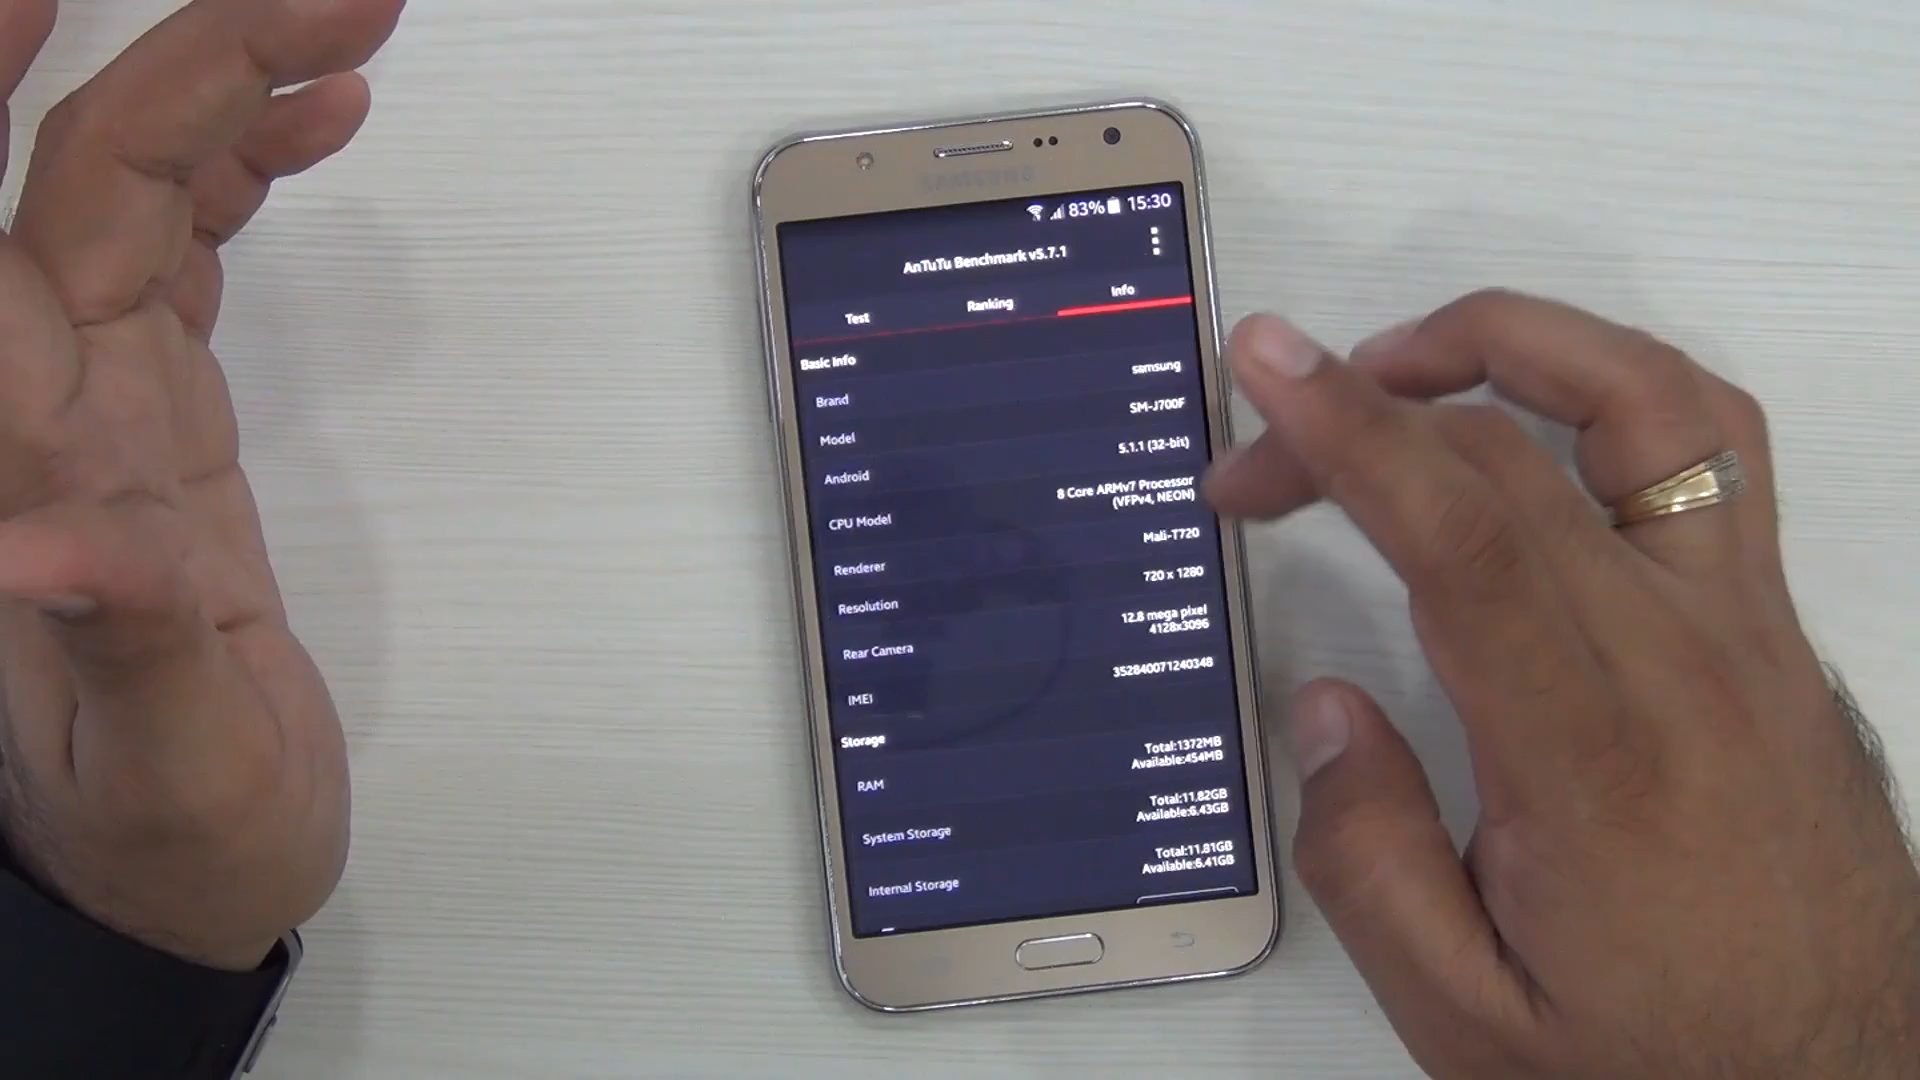 SAMSUNG
83% 15:30
AnTuTu Benchmark v5.7.1
Test Ranking Info
Basic Info
Brand samsung
Model SM-J700F
Android 5.1.1 (32-bit)
CPU Model 8 Core ARMv7 Processor
(VFPv4, NEON)
Renderer Mali-T720
Resolution 720 x 1280
Rear Camera 12.8 mega pixel
4128x3096
IMEI 352840071240348
Storage
RAM Total:1372MB
Available:454MB
System Storage Total:11.82GB
Available:6.43GB
Internal Storage Total:11.81GB
Available:6.41GB